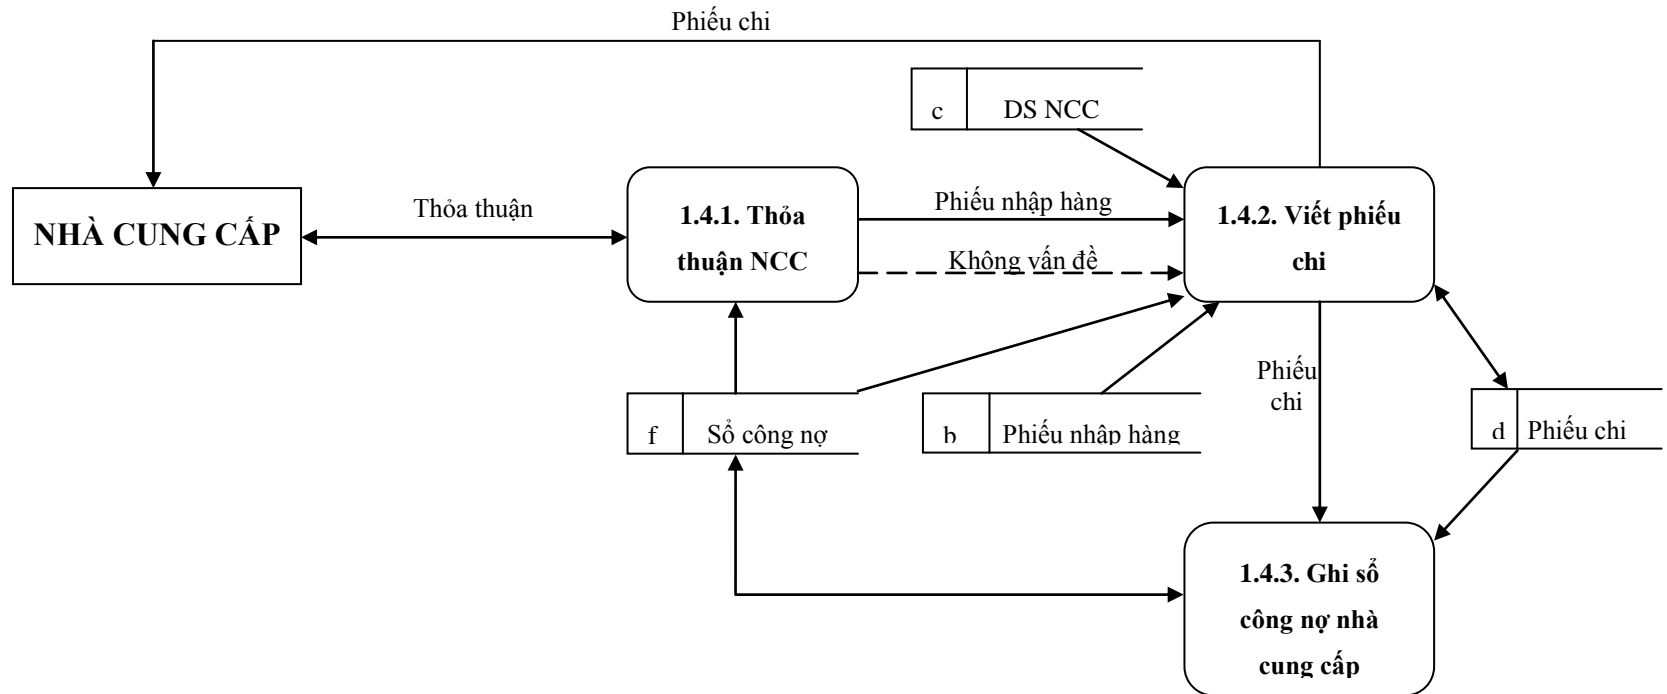 Phiếu chi
c
DS NCC
NHÀ CUNG CẤP
Thỏa thuận
1.4.1. Thỏa
thuận NCC
Phiếu nhập hàng
Không vấn đề
1.4.2. Viết phiếu
chi
Phiếu
chi
f
Sổ công nợ
b
Phiếu nhập hàng
d
Phiếu chi
1.4.3. Ghi sổ
công nợ nhà
cung cấp